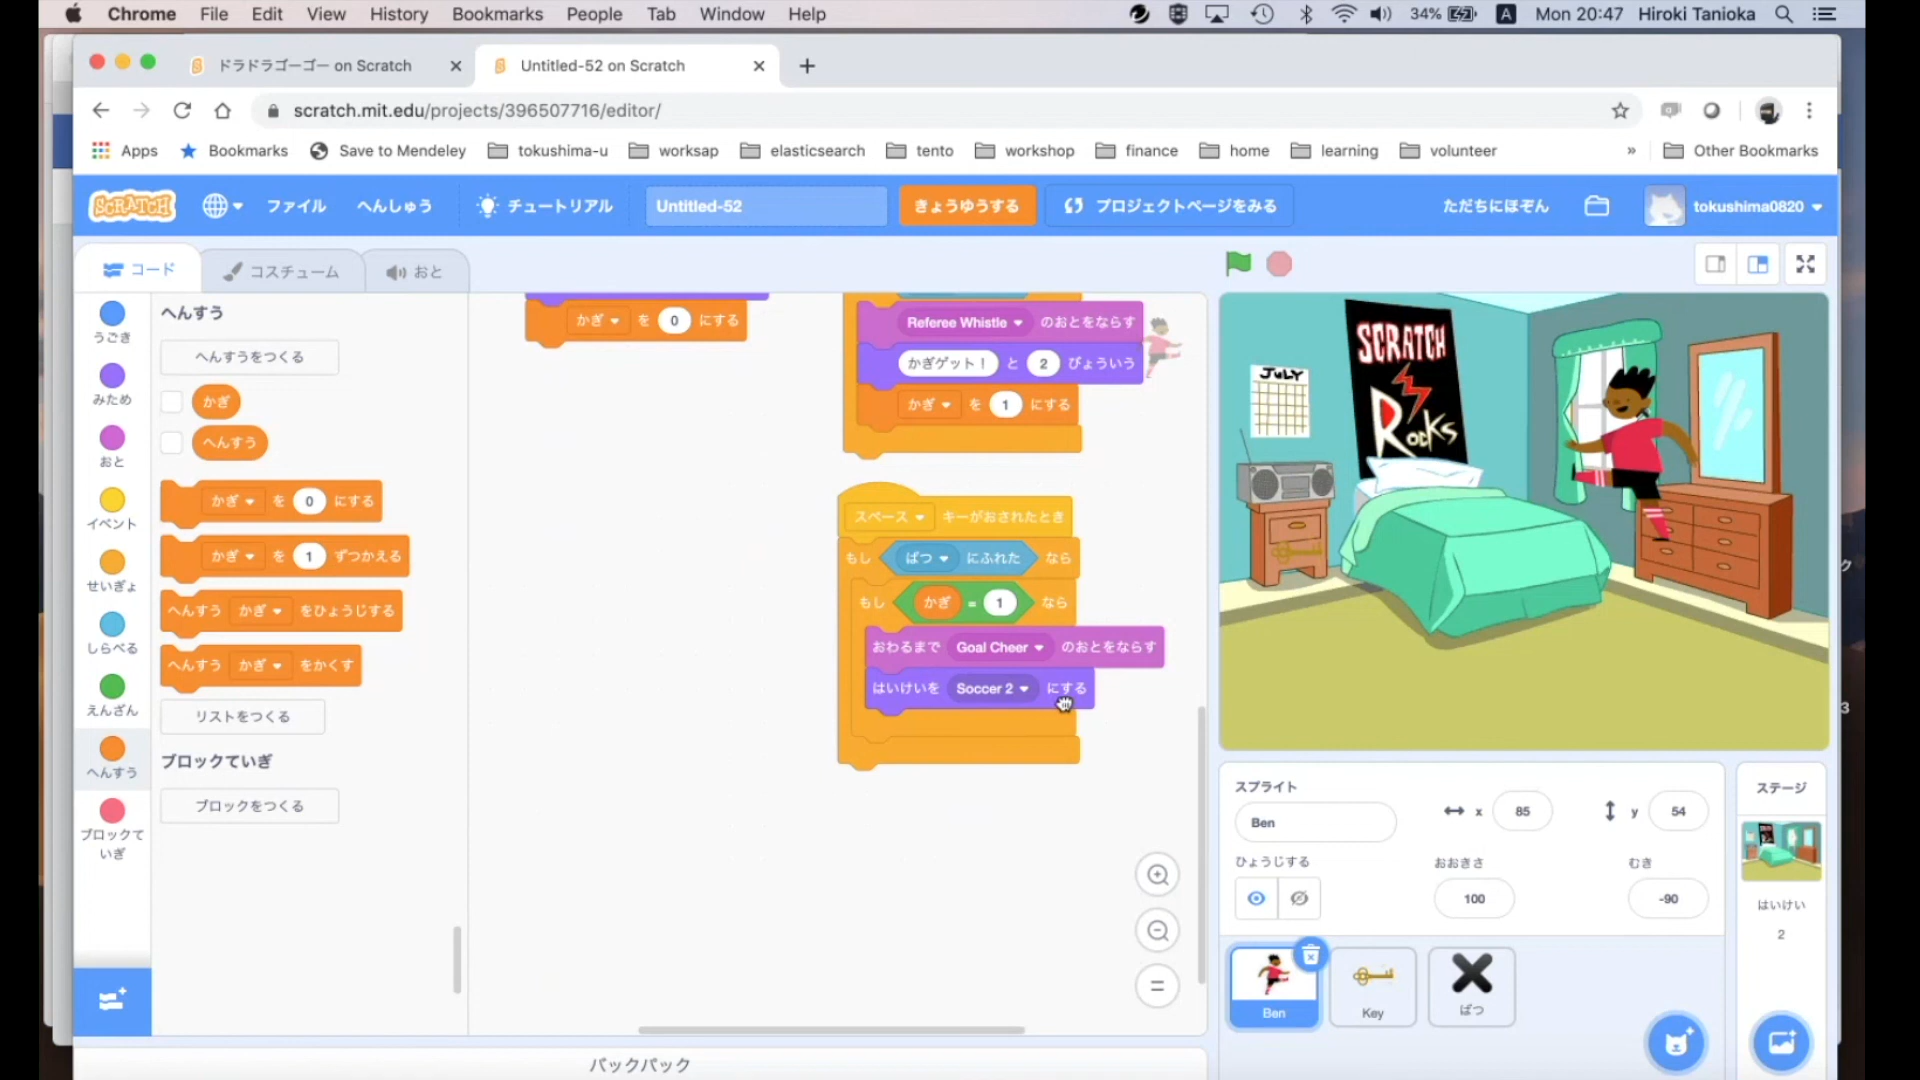 Chrome File Edit View History Bookmarks People Tab Window Help 34% A Mon 20:47 Hiroki Tanioka
ドラドラゴーゴー on Scratch
Untitled-52 on Scratch
scratch.mit.edu/projects/396507716/editor/
Apps Bookmarks Save to Mendeley tokushima-u worksap elasticsearch tento workshop finance home learning volunteer » Other Bookmarks
SCRATCH ファイル へんしゅう チュートリアル Untitled-52 きょうゆうする プロジェクトページをみる ただちにほぞん tokushima0820
コード コスチューム おと
うごき
みため
おと
イベント
せいぎょ
しらべる
えんざん
へんすう
ブロックて
いぎ
へんすう
へんすうをつくる
かぎ
へんすう
かぎ を 0 にする
かぎ を 1 ずつかえる
へんすう かぎ をひょうじする
へんすう かぎ をかくす
リストをつくる
ブロックていぎ
ブロックをつくる
かぎ を 0 にする
Referee Whistle のおとをならす
かぎゲット! と 2 びょういう
かぎ を 1 にする
スペース キーがおされたとき
もし ばつ にふれた なら
もし かぎ = 1 なら
おわるまで Goal Cheer のおとをならす
はいけいを Soccer 2 にする
バックパック
JULY
SCRATCH
Rocks
スプライト
Ben
x 85
y 54
ひょうじする
おおきさ
100
むき
-90
Ben
Key
ばつ
ステージ
はいけい
2